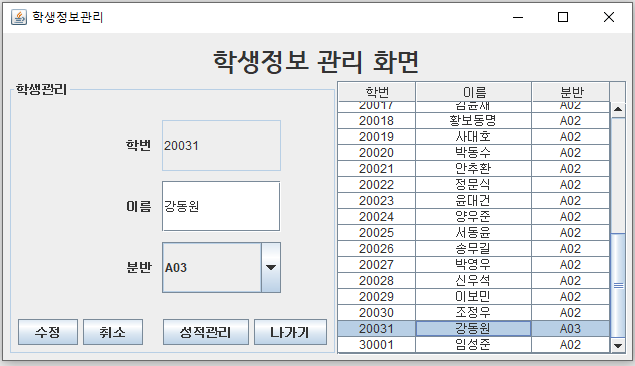 학생정보관리
학생정보 관리 화면
학생관리
학번 20031
이름 강동원
분반 A03
수정 취소 성적관리 나가기
학번 이름 분반
20017 김윤재 A02
20018 황보동명 A02
20019 사대호 A02
20020 박동수 A02
20021 안추환 A02
20022 정문식 A02
20023 윤대건 A02
20024 양우준 A02
20025 서동윤 A02
20026 송무길 A02
20027 박영우 A02
20028 신우석 A02
20029 이보민 A02
20030 조정우 A02
20031 강동원 A03
30001 임성준 A02